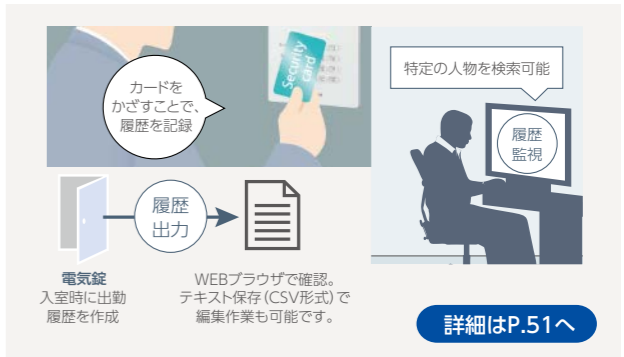 カードを
かざすことで、
履歴を記録
Security
card
特定の人物を検索可能
履歴
監視
履歴
出力
電気錠
入室時に出勤
履歴を作成
WEBブラウザで確認。
テキスト保存(CSV形式)で
編集作業も可能です。
詳細はP.51へ